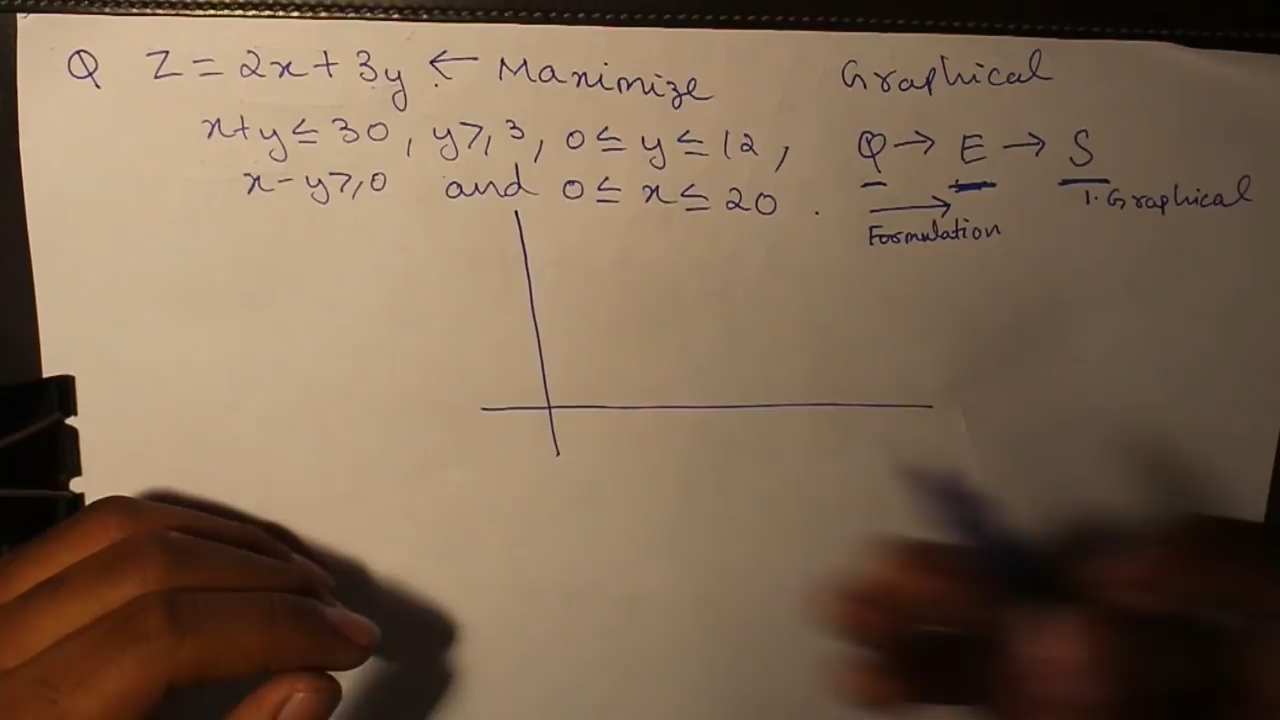 Q Z = 2x + 3y ← Maximize
x+y ≤ 30, y ≥ 3, 0 ≤ y ≤ 12,
x - y ≥ 0 and 0 ≤ x ≤ 20.
Graphical
Q → E → S
1. Graphical
Formulation